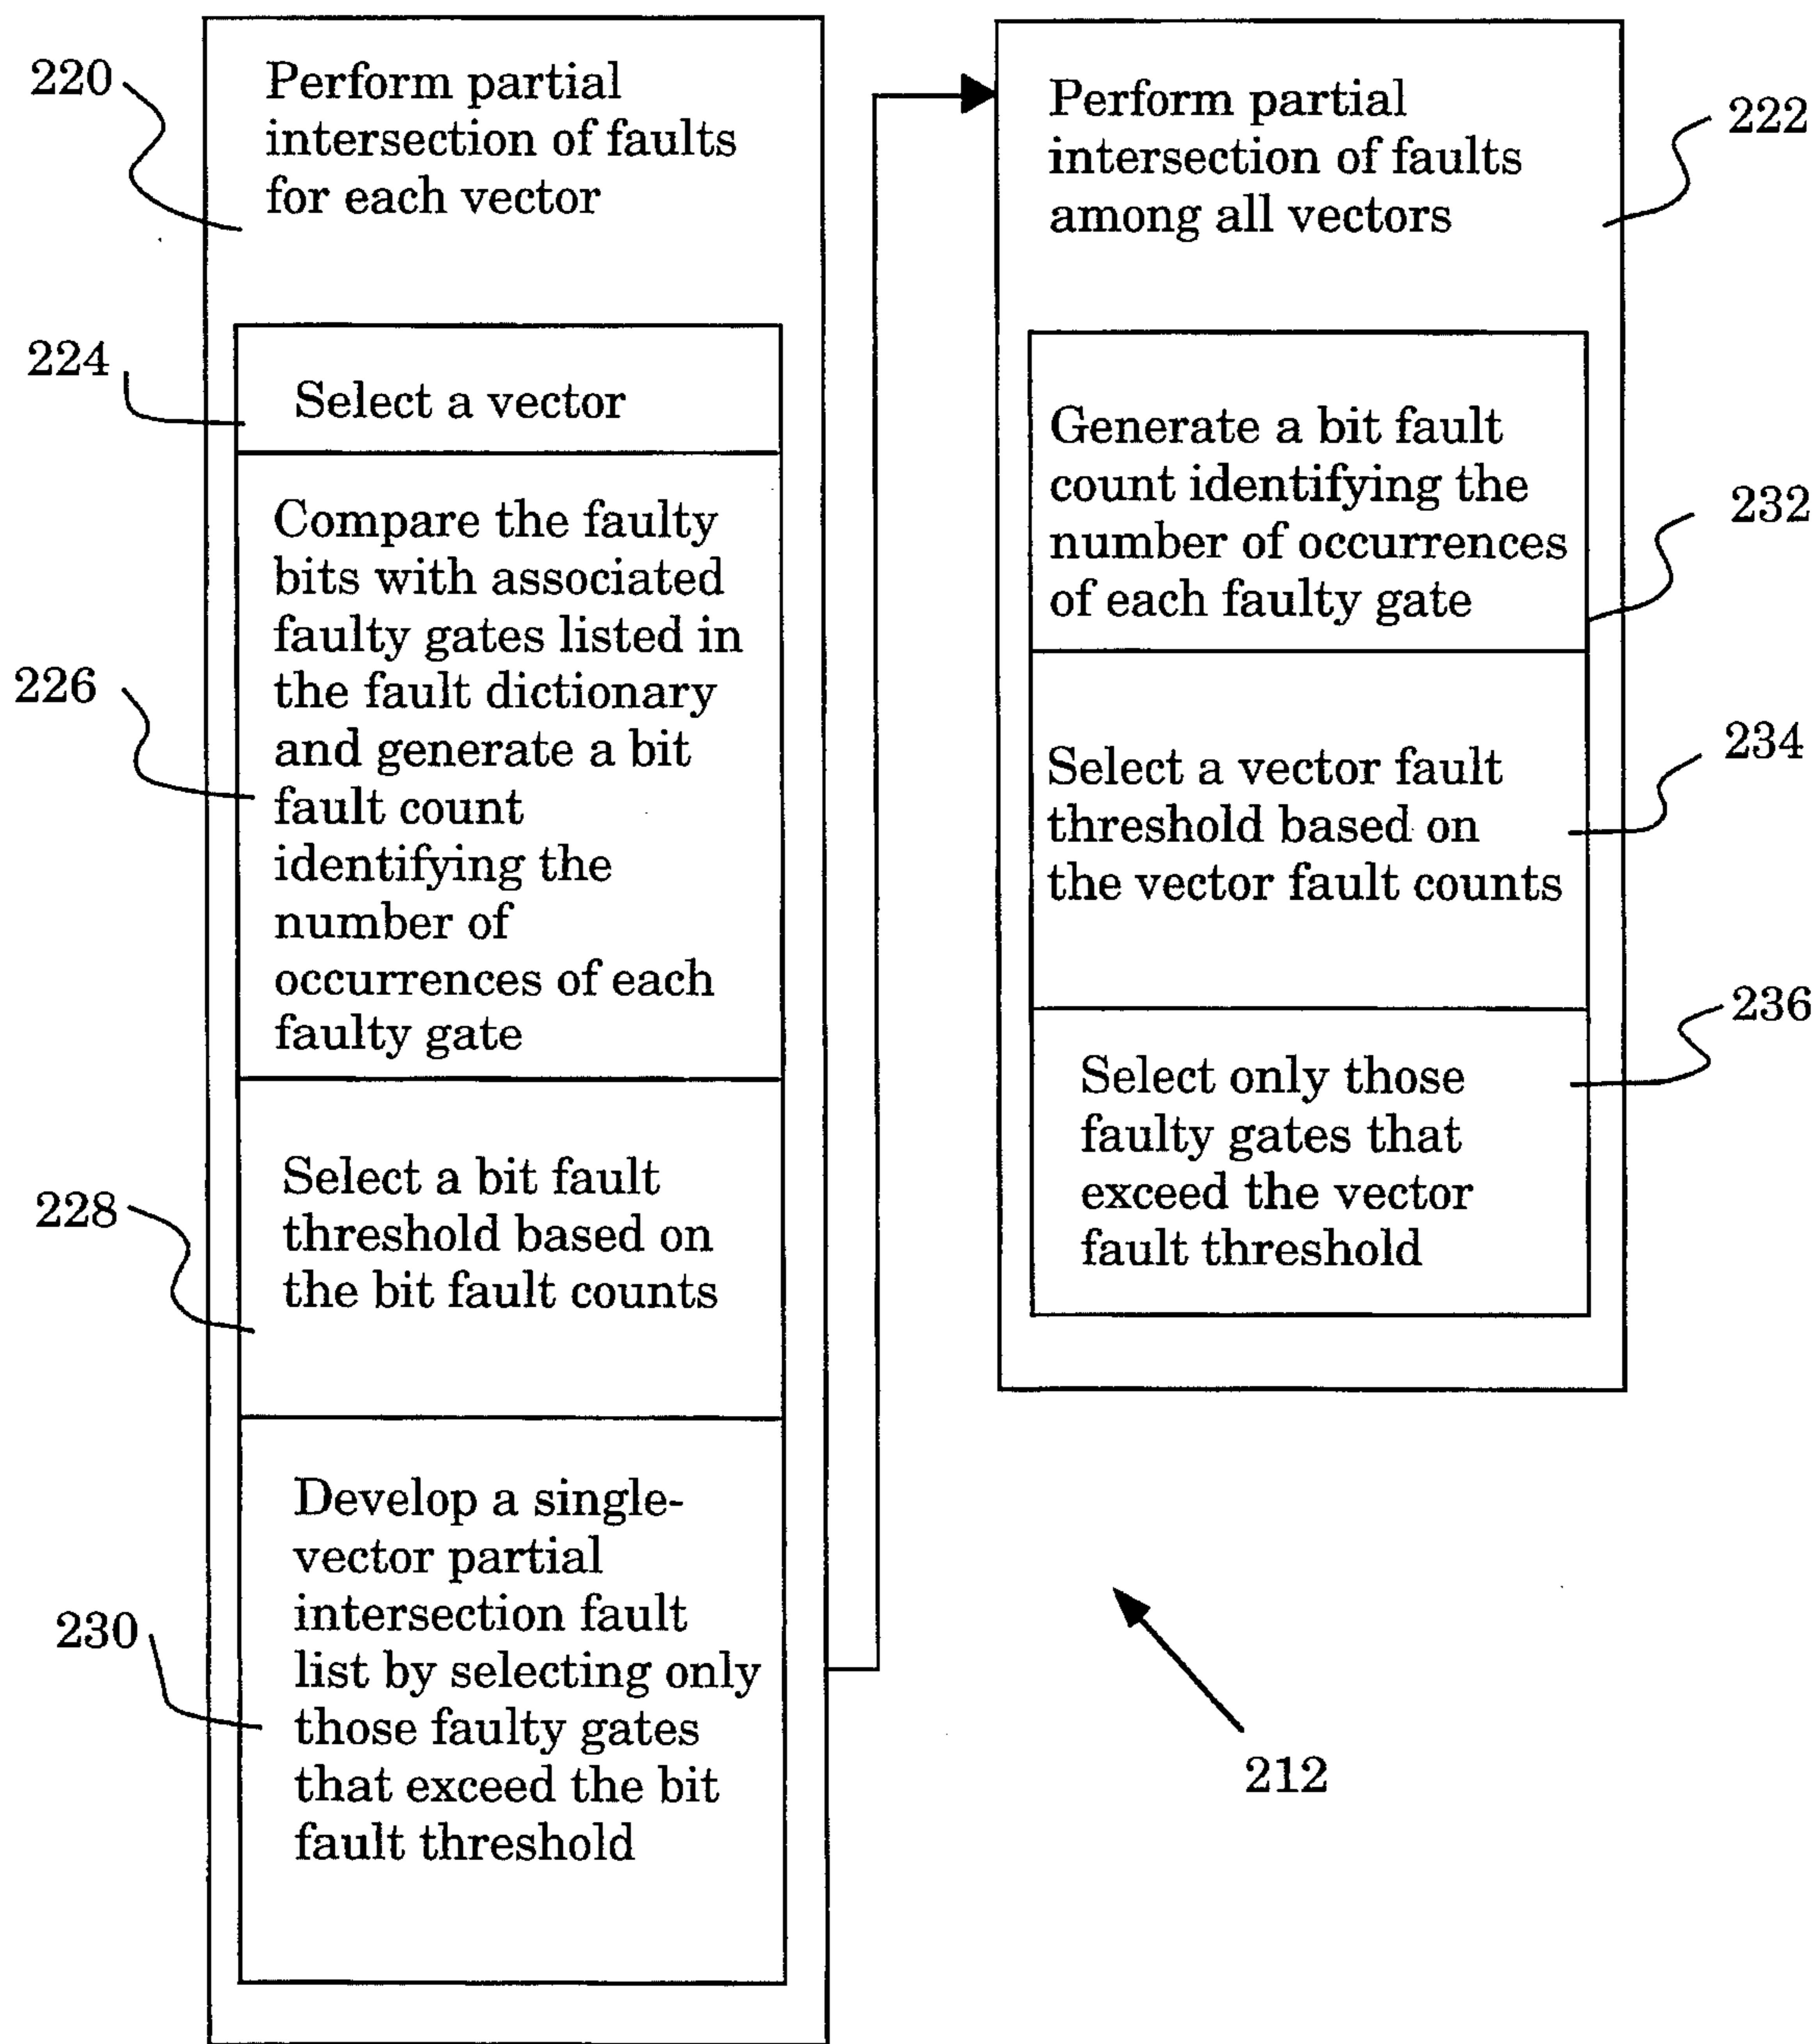 220
Perform partial
intersection of faults
for each vector
224
Select a vector
226
Compare the faulty
bits with associated
faulty gates listed in
the fault dictionary
and generate a bit
fault count
identifying the
number of
occurrences of each
faulty gate
228
Select a bit fault
threshold based on
the bit fault counts
230
Develop a single-
vector partial
intersection fault
list by selecting only
those faulty gates
that exceed the bit
fault threshold
222
Perform partial
intersection of faults
among all vectors
232
Generate a bit fault
count identifying the
number of occurrences
of each faulty gate
234
Select a vector fault
threshold based on
the vector fault counts
236
Select only those
faulty gates that
exceed the vector
fault threshold
212